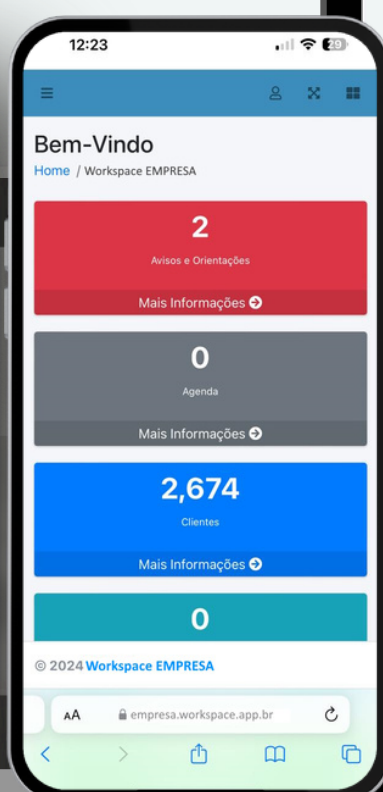 12:23
29
Bem-Vindo
Home / Workspace EMPRESA
2
Avisos e Orientações
Mais Informações
0
Agenda
Mais Informações
2,674
Clientes
Mais Informações
0
© 2024 Workspace EMPRESA
AA empresa.workspace.app.br